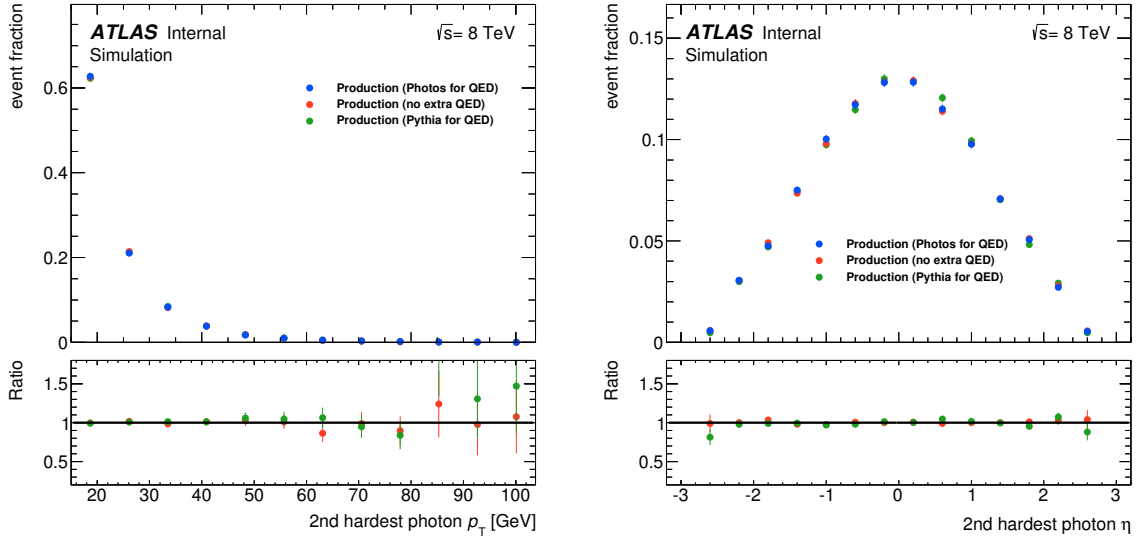 ATLAS Internal
√s= 8 TeV
Simulation
event fraction
0.6
0.4
0.2
0
Production (Photos for QED)
Production (no extra QED)
Production (Pythia for QED)
Ratio
1.5
1
0.5
20 30 40 50 60 70 80 90 100
2nd hardest photon p_T [GeV]
ATLAS Internal
√s= 8 TeV
Simulation
event fraction
0.15
0.1
0.05
0
Production (Photos for QED)
Production (no extra QED)
Production (Pythia for QED)
Ratio
1.5
1
0.5
-3 -2 -1 0 1 2 3
2nd hardest photon η